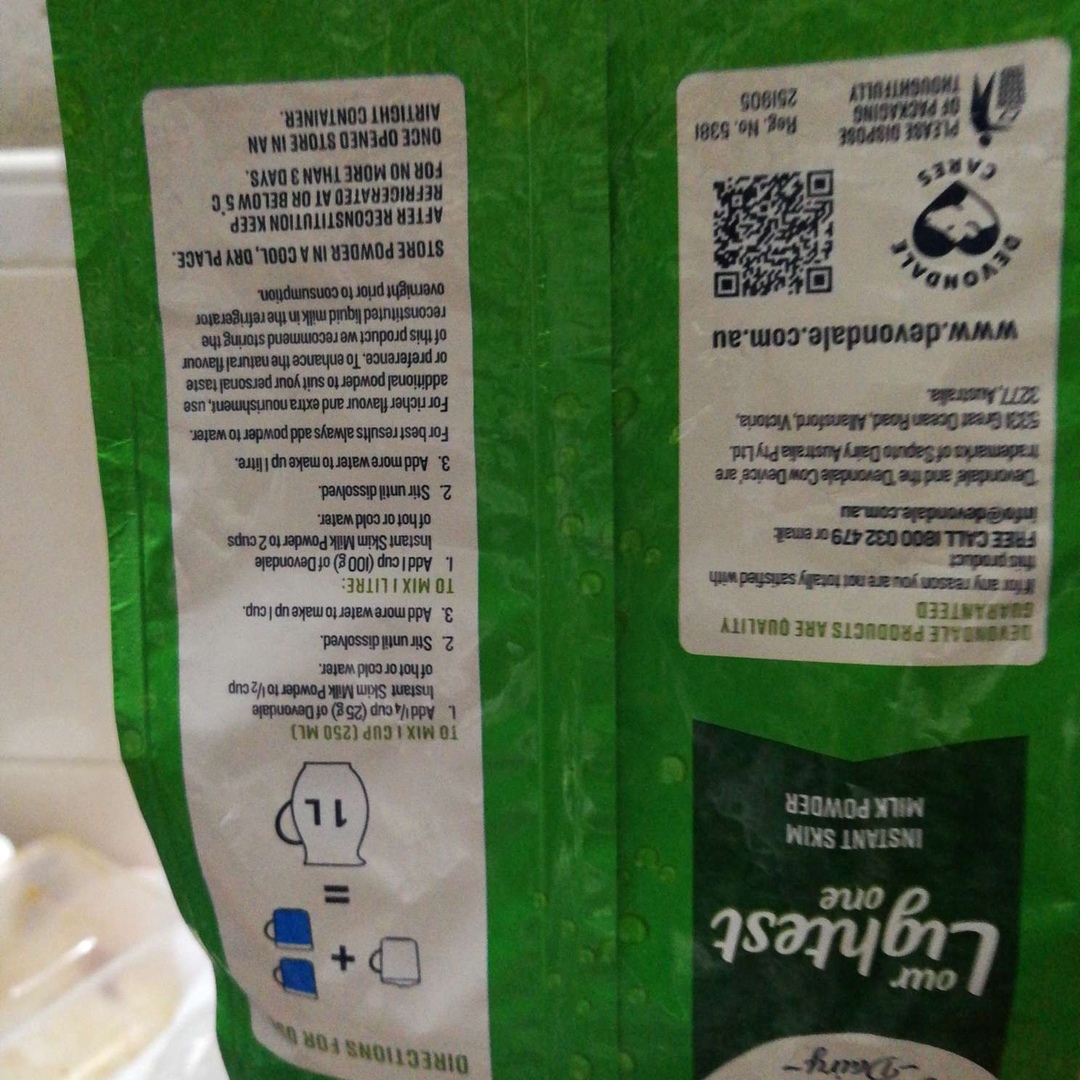 DIRECTIONS FOR
+
=
1L
TO MIX 1 CUP (250 ML)
1. Add 1/4 cup (25g) of Devondale
Instant Skim Milk Powder to 1/2 cup
of hot or cold water.
2. Stir until dissolved.
3. Add more water to make up 1 cup.
TO MIX 1 LITRE:
1. Add 1 cup (100g) of Devondale
Instant Skim Milk Powder to 2 cups
of hot or cold water.
2. Stir until dissolved.
3. Add more water to make up 1 litre.
For best results always add powder to water.
For richer flavour and extra nourishment, use
additional powder to suit your personal taste
or preference. To enhance the natural flavour
of this product we recommend storing the
reconstituted liquid milk in the refrigerator
overnight prior to consumption.
STORE POWDER IN A COOL, DRY PLACE.
AFTER RECONSTITUTION KEEP
REFRIGERATED AT OR BELOW 5°C
FOR NO MORE THAN 3 DAYS.
ONCE OPENED STORE IN AN
AIRTIGHT CONTAINER.
Dairy
our
Lightest
one
INSTANT SKIM
MILK POWDER
DEVONDALE PRODUCTS ARE QUALITY
GUARANTEED
If for any reason you are not totally satisfied with
this product
FREE CALL 1800 032 479 or email:
info@devondale.com.au
'Devondale' and the 'Devondale Cow Device' are
trademarks of Saputo Dairy Australia Pty Ltd.
5331 Great Ocean Road, Allansford, Victoria,
3277, Australia.
www.devondale.com.au
DEVONDALE
CARES
PLEASE DISPOSE
OF PACKAGING
THOUGHTFULLY
Reg. No. 5381
251905